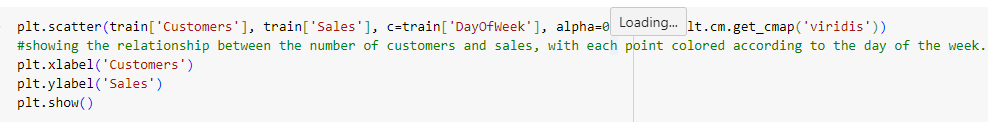 plt.scatter(train['Customers'], train['Sales'], c=train['DayOfWeek'], alpha=0 Loading... lt.cm.get_cmap('viridis'))
#showing the relationship between the number of customers and sales, with each point colored according to the day of the week.
plt.xlabel('Customers')
plt.ylabel('Sales')
plt.show()